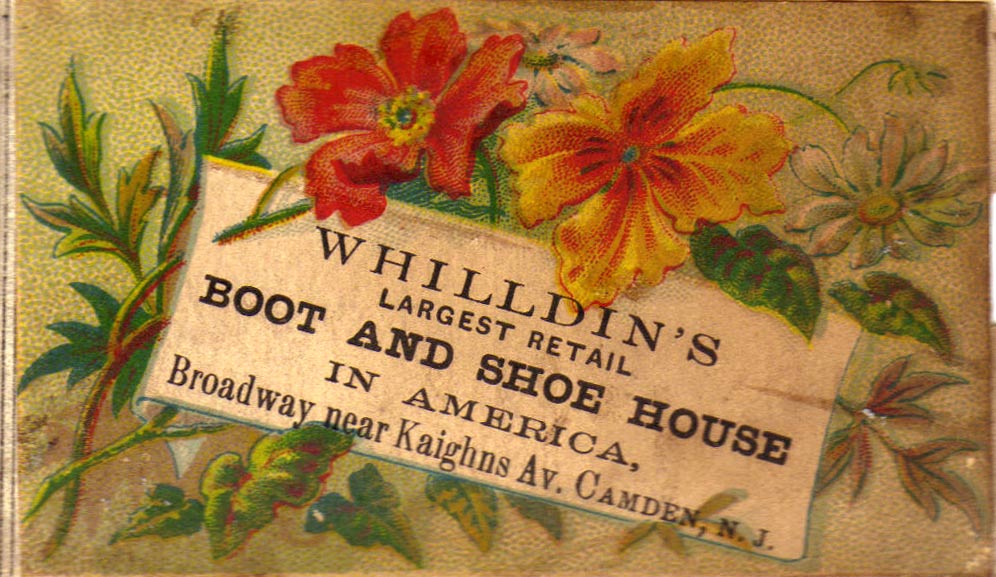 WHILLDIN'S
LARGEST RETAIL
BOOT AND SHOE HOUSE
IN AMERICA,
Broadway near Kaighns Av. CAMDEN, N. J.